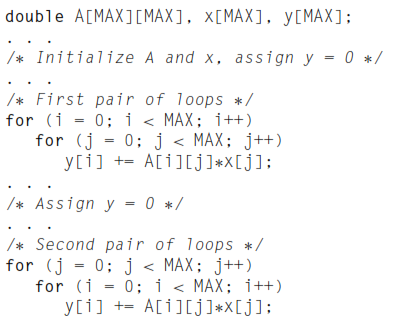 double A[MAX][MAX], x[MAX], y[MAX];
. . .
/* Initialize A and x, assign y = 0 */
. . .
/* First pair of loops */
for (i = 0; i < MAX; i++)
   for (j = 0; j < MAX; j++)
      y[i] += A[i][j]*x[j];
. . .
/* Assign y = 0 */
. . .
/* Second pair of loops */
for (j = 0; j < MAX; j++)
   for (i = 0; i < MAX; i++)
      y[i] += A[i][j]*x[j];